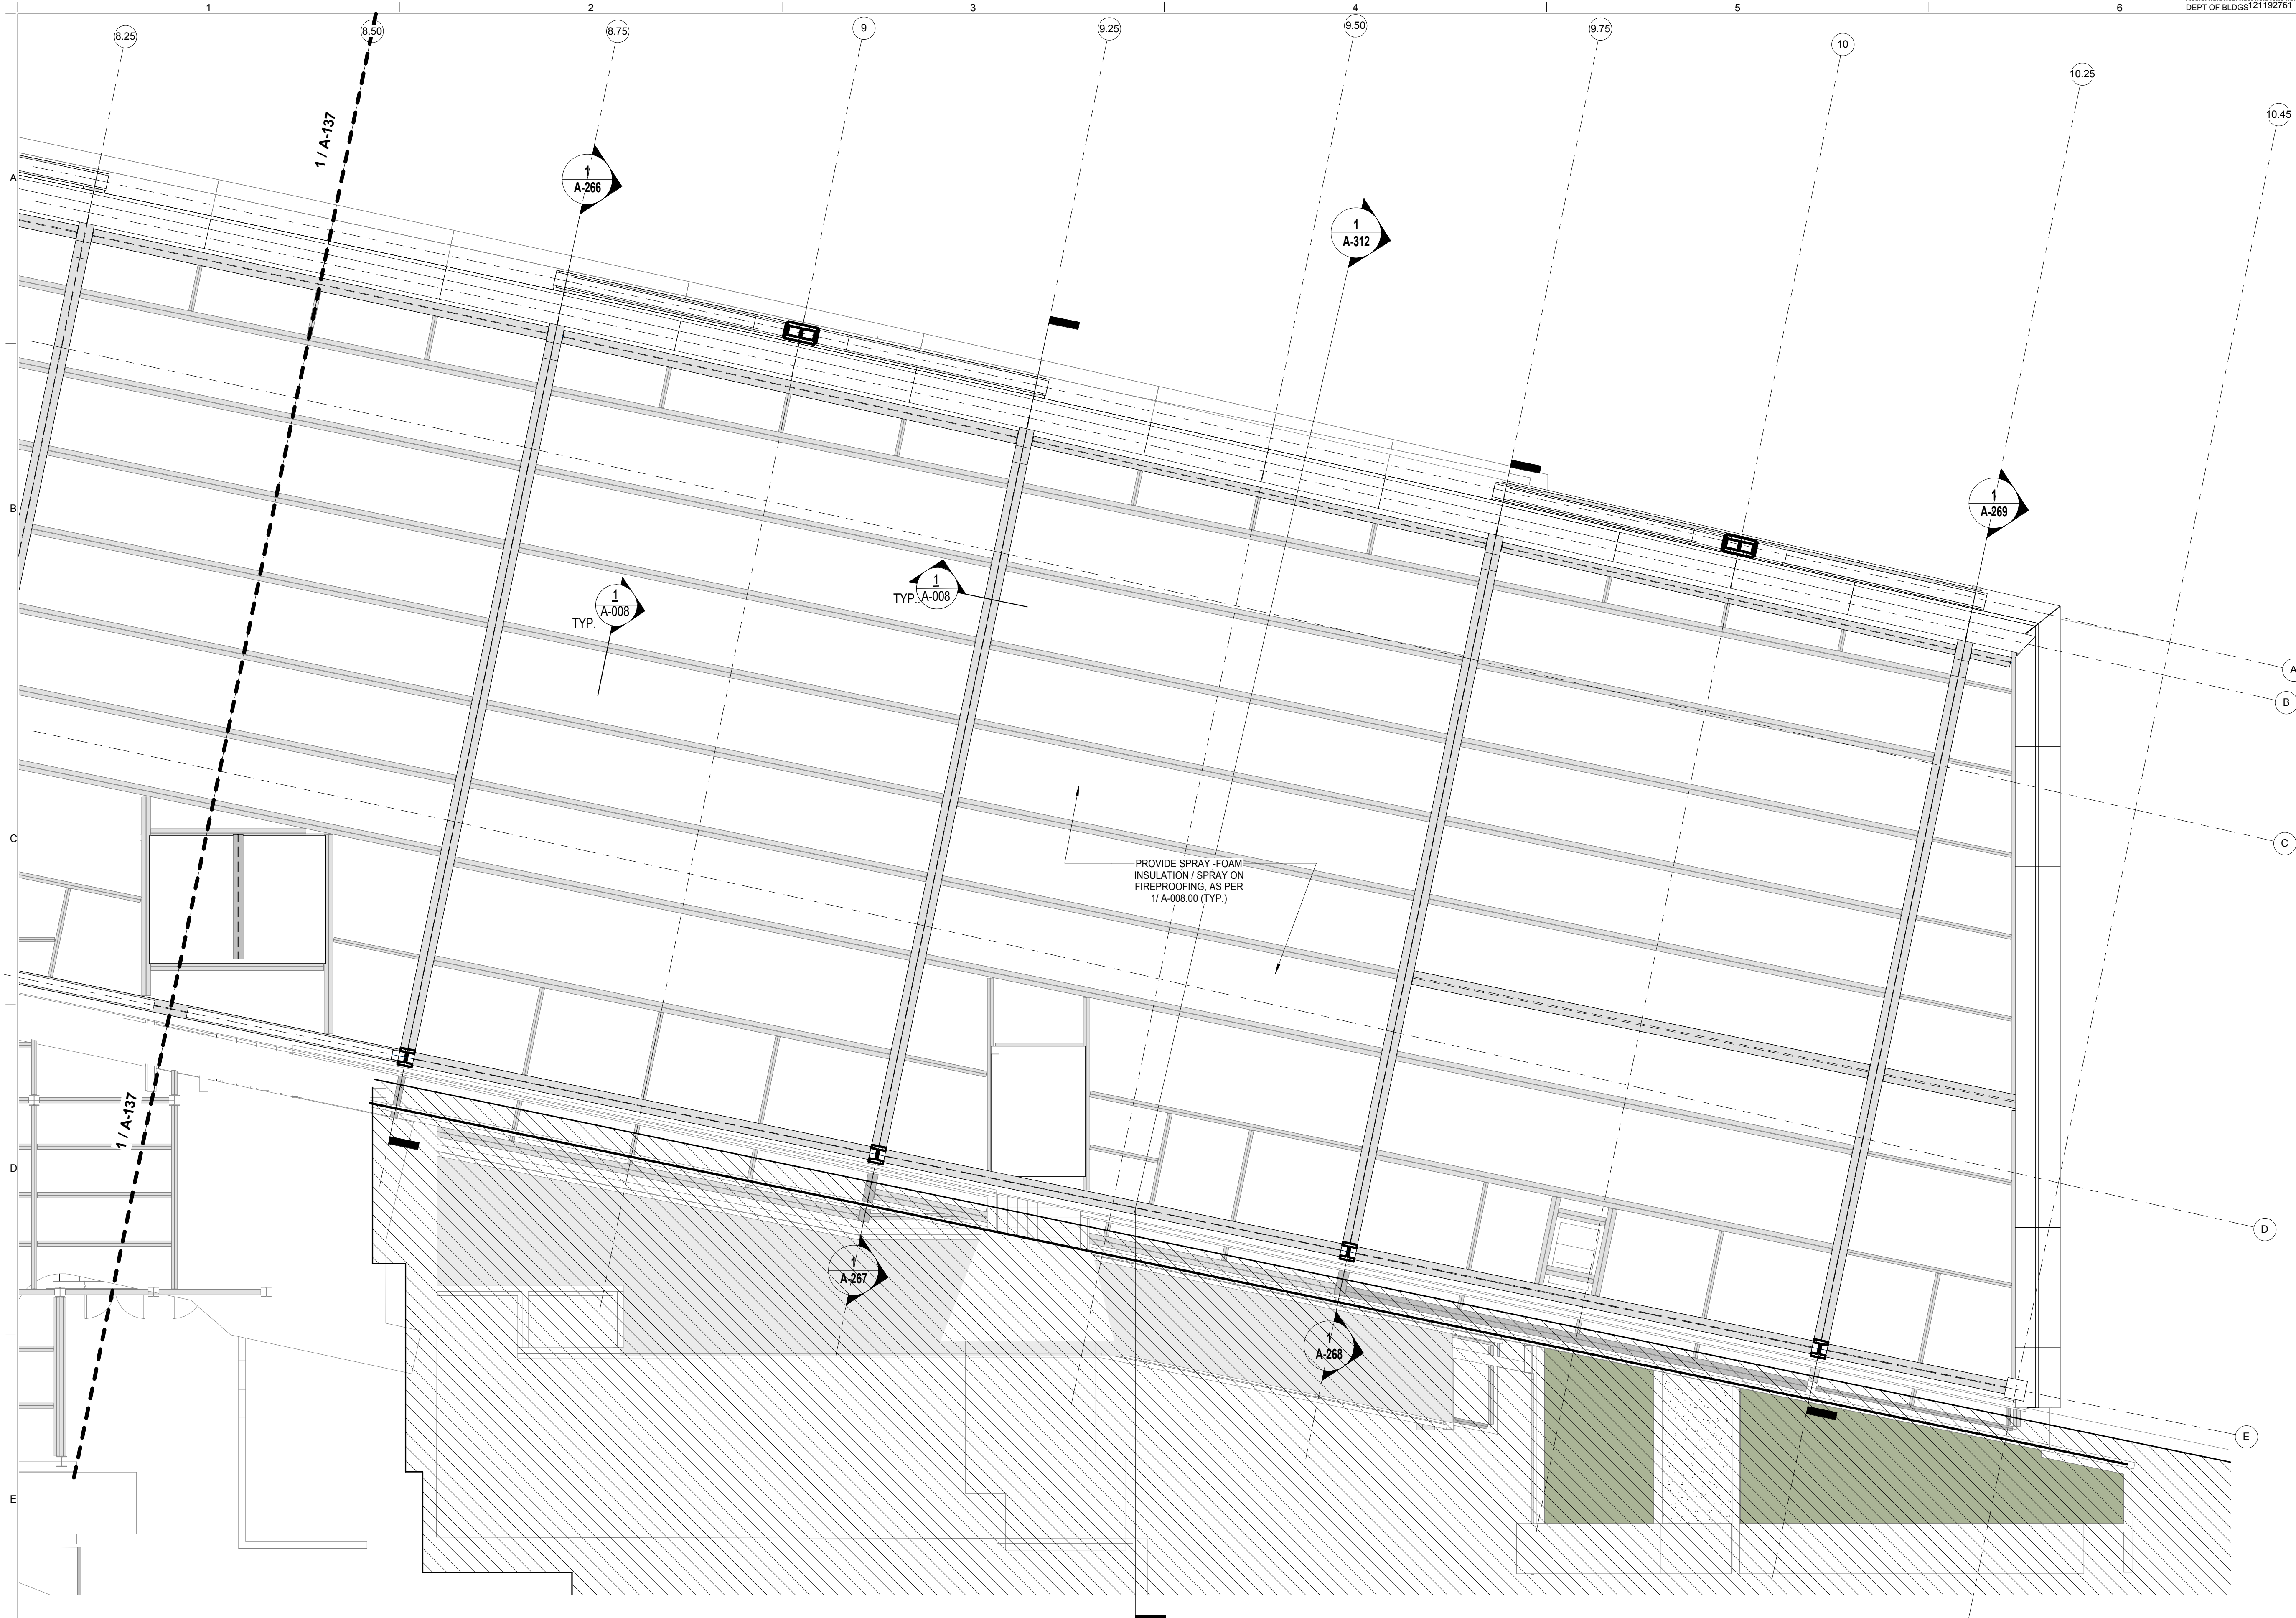 1
2
3
4
5
6
DEPT OF BLDGS121192761
8.25
8.50
8.75
9
9.25
9.50
9.75
10
10.25
10.45
1 / A-137
A
1
A-266
1
A-312
B
1
A-269
1
A-008
TYP.
1
A-008
TYP..
A
B
C
C
PROVIDE SPRAY -FOAM
INSULATION / SPRAY ON
FIREPROOFING, AS PER
1/ A-008.00 (TYP.)
1 / A-137
D
D
1
A-267
1
A-268
E
E